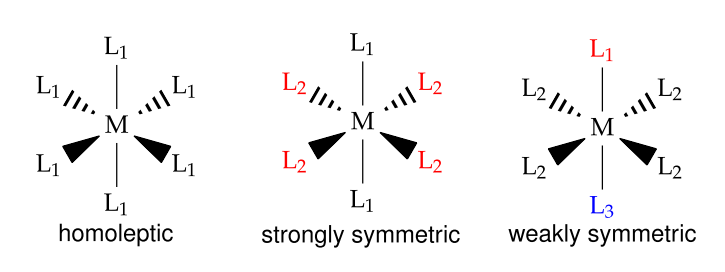 L1
L1 L1
M
L1 L1
L1
homoleptic
L1
L2 L2
M
L2 L2
L1
strongly symmetric
L1
L2 L2
M
L2 L2
L3
weakly symmetric